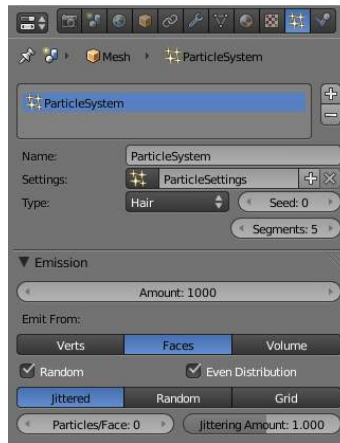 Mesh ParticleSystem
ParticleSystem
Name: ParticleSystem
Settings: ParticleSettings
Type: Hair Seed: 0
Segments: 5
Emission
Amount: 1000
Emit From:
Verts Faces Volume
Random Even Distribution
Jittered Random Grid
Particles/Face: 0 Jittering Amount: 1.000